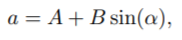 a = A + B sin(α),